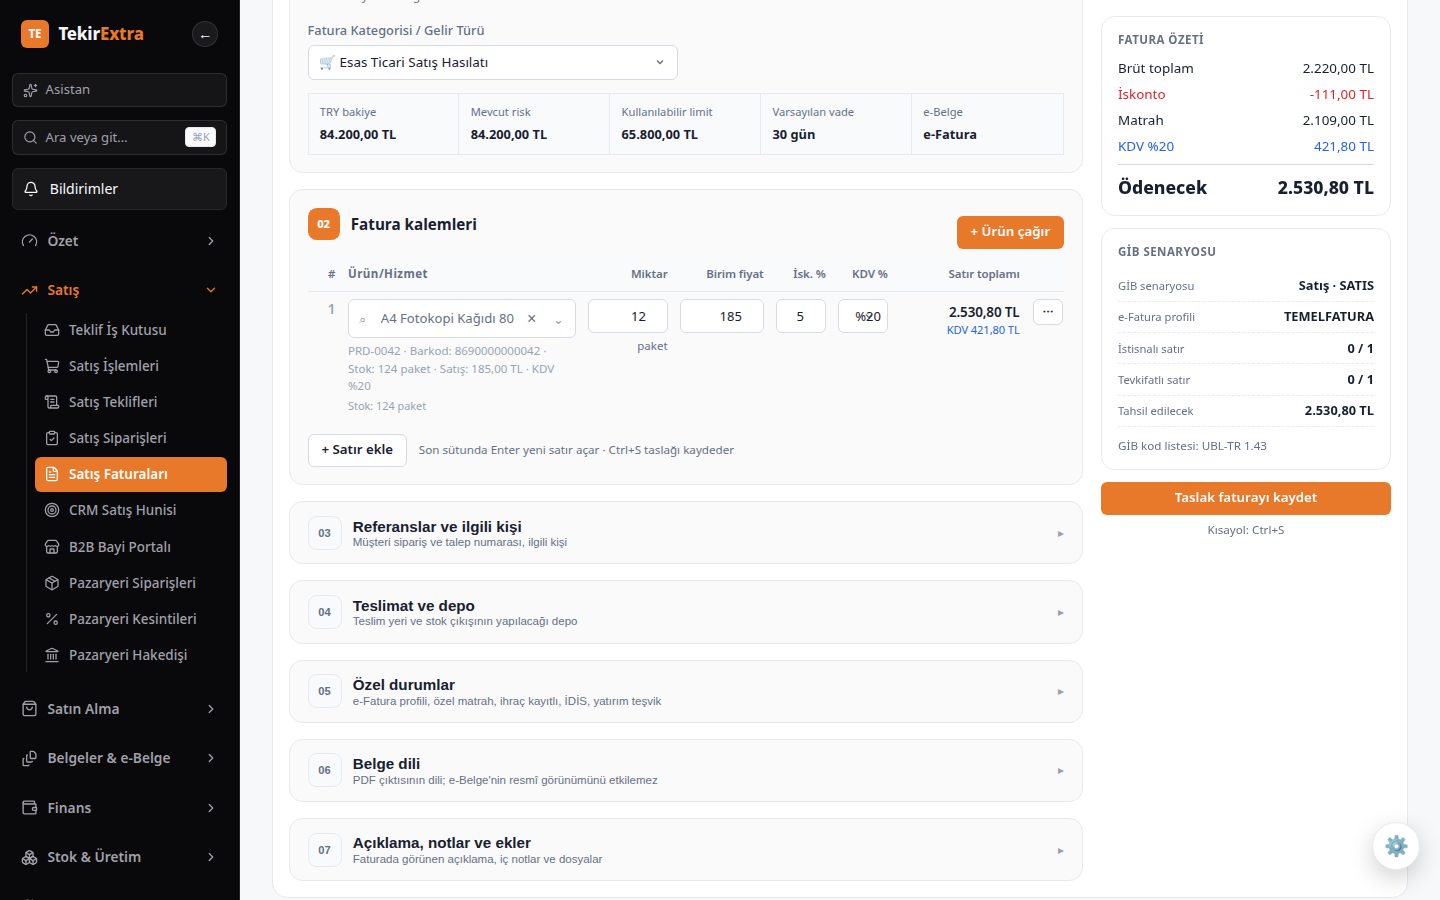 TE TekirExtra ←
Asistan
Ara veya git... ⌘K
Bildirimler
Özet
Satış
Teklif İş Kutusu
Satış İşlemleri
Satış Teklifleri
Satış Siparişleri
Satış Faturaları
CRM Satış Hunisi
B2B Bayi Portalı
Pazaryeri Siparişleri
Pazaryeri Kesintileri
Pazaryeri Hakedişi
Satın Alma
Belgeler & e-Belge
Finans
Stok & Üretim
Fatura Kategorisi / Gelir Türü
🛒 Esas Ticari Satış Hasılatı
TRY bakiye Mevcut risk Kullanılabilir limit Varsayılan vade e-Belge
84.200,00 TL 84.200,00 TL 65.800,00 TL 30 gün e-Fatura
02 Fatura kalemleri
+ Ürün çağır
# Ürün/Hizmet Miktar Birim fiyat İsk. % KDV % Satır toplamı
1 A4 Fotokopi Kağıdı 80 × 12 185 5 %20 2.530,80 TL ···
KDV 421,80 TL
paket
PRD-0042 · Barkod: 8690000000042 ·
Stok: 124 paket · Satış: 185,00 TL · KDV
%20
Stok: 124 paket
+ Satır ekle Son sütunda Enter yeni satır açar · Ctrl+S taslağı kaydeder
03 Referanslar ve ilgili kişi
Müşteri sipariş ve talep numarası, ilgili kişi
04 Teslimat ve depo
Teslim yeri ve stok çıkışının yapılacağı depo
05 Özel durumlar
e-Fatura profili, özel matrah, ihraç kayıtlı, İDİS, yatırım teşvik
06 Belge dili
PDF çıktısının dili; e-Belge'nin resmî görünümünü etkilemez
07 Açıklama, notlar ve ekler
Faturada görünen açıklama, iç notlar ve dosyalar
FATURA ÖZETİ
Brüt toplam 2.220,00 TL
İskonto -111,00 TL
Matrah 2.109,00 TL
KDV %20 421,80 TL
Ödenecek 2.530,80 TL
GİB SENARYOSU
GİB senaryosu Satış · SATIS
e-Fatura profili TEMELFATURA
İstisnalı satır 0 / 1
Tevkifatlı satır 0 / 1
Tahsil edilecek 2.530,80 TL
GİB kod listesi: UBL-TR 1.43
Taslak faturayı kaydet
Kısayol: Ctrl+S